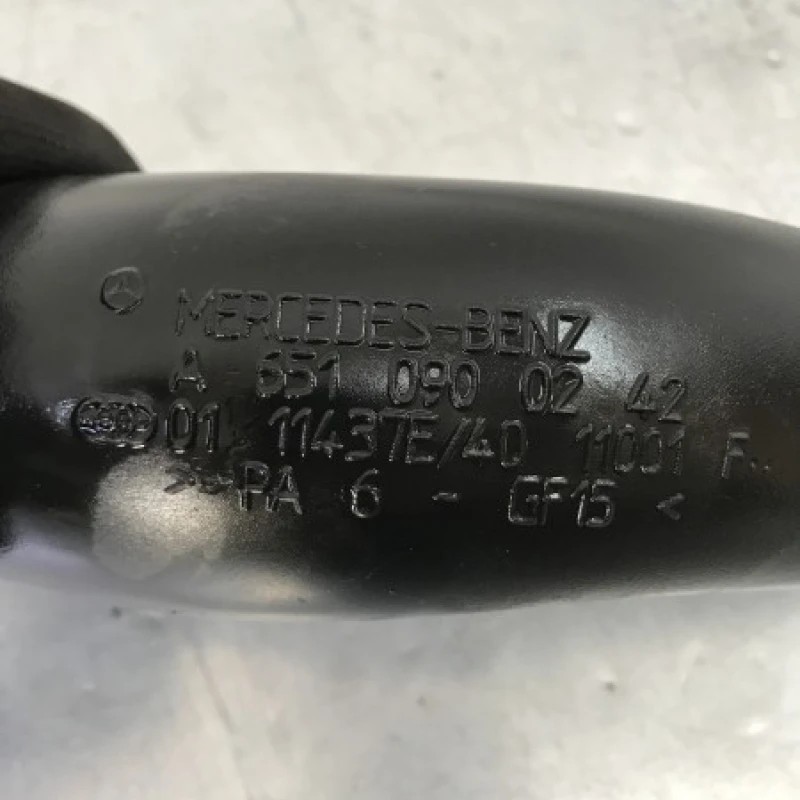 MERCEDES-BENZ
A 651 090 02 42
01 11437E/40 11001 F
>-PA 6 - GF15 <